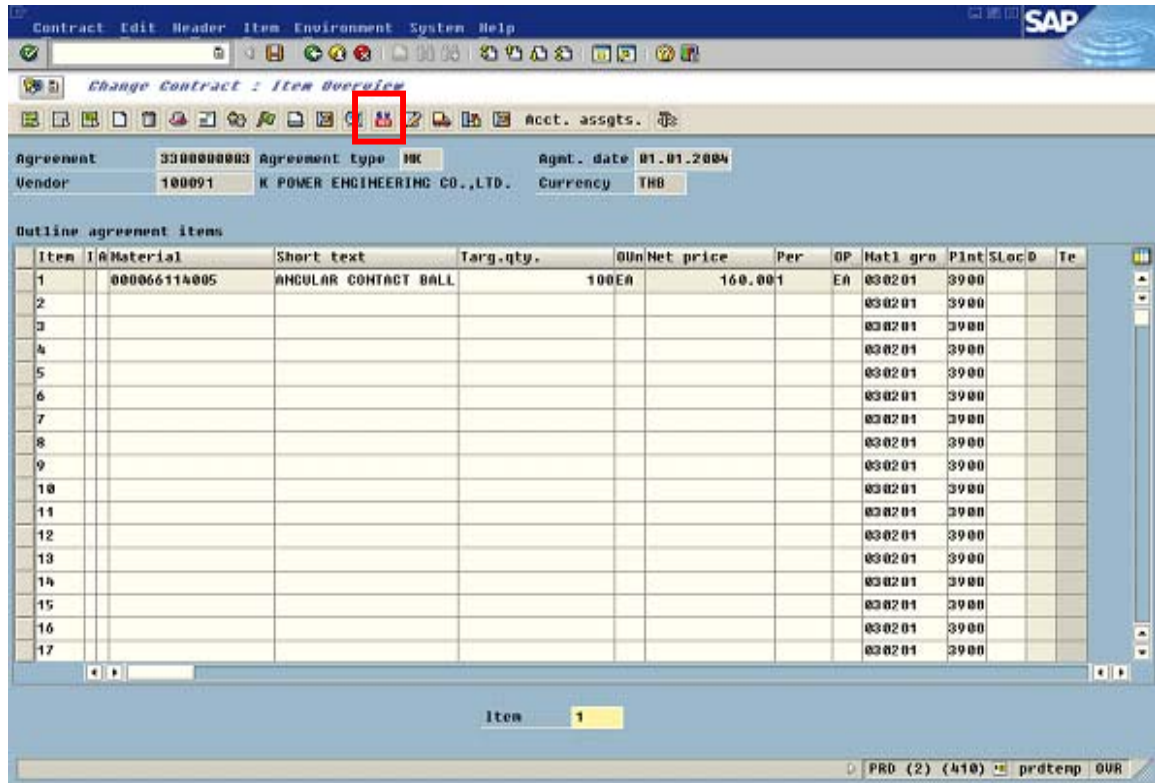 Contract Edit Header Item Environment System Help
SAP
Change Contract : Item Overview
Acct. assgts.
Agreement 3300000003 Agreement type MK Agmt. date 01.01.2004
Vendor 100091 K POWER ENGINEERING CO.,LTD. Currency THB
Outline agreement items
Item I A Material Short text Targ.qty. OUn Net price Per OP Matl gro Plnt SLoc D Te
1 000066114005 ANGULAR CONTACT BALL 100 EA 160.00 1 EA 030201 3900
2 030201 3900
3 030201 3900
4 030201 3900
5 030201 3900
6 030201 3900
7 030201 3900
8 030201 3900
9 030201 3900
10 030201 3900
11 030201 3900
12 030201 3900
13 030201 3900
14 030201 3900
15 030201 3900
16 030201 3900
17 030201 3900
Item 1
PRD (2) (410) prdtemp OVR